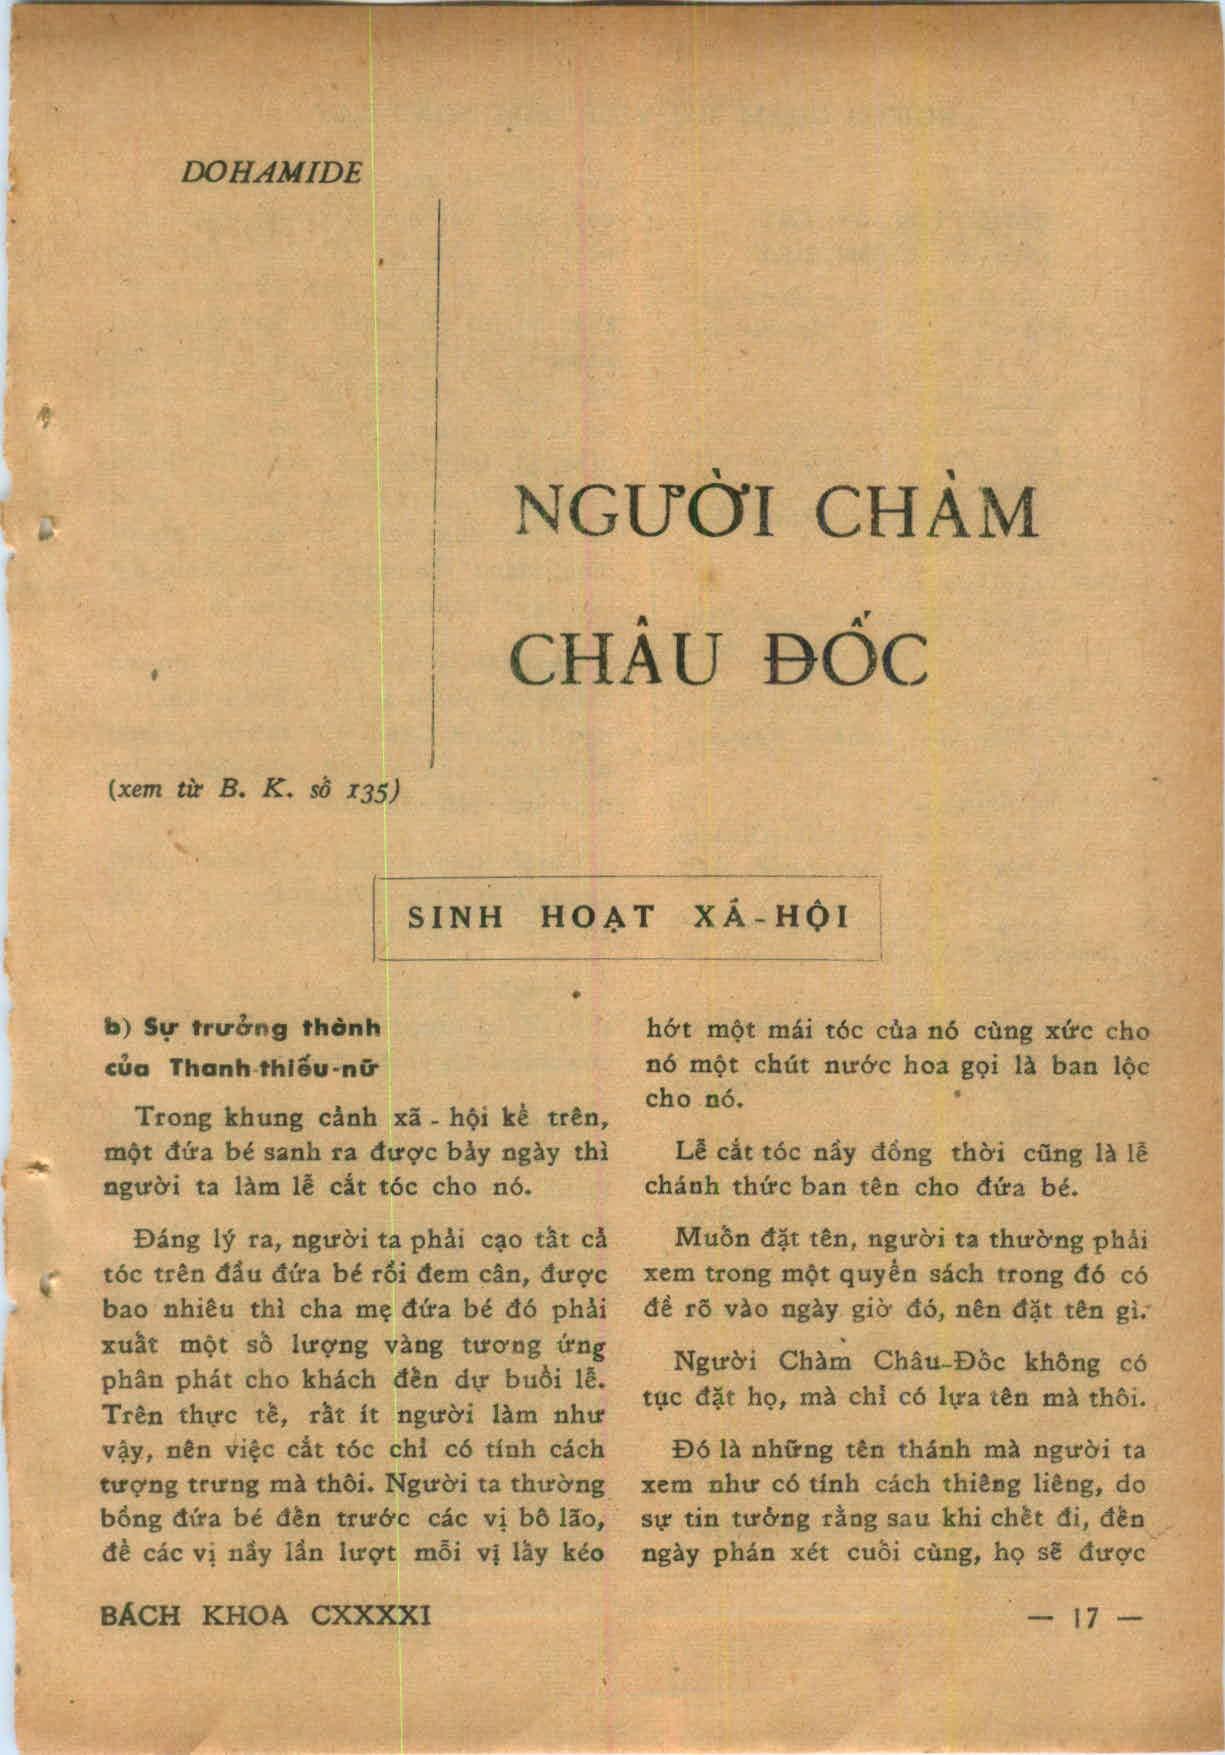 DOHAMIDE
NGƯỜI CHÀM
CHÂU ĐỐC
(xem từ B. K. số 135)
SINH HOẠT XÃ-HỘI
b) Sự trưởng thành
của Thanh-thiếu-nữ
Trong khung cảnh xã - hội kể trên,
một đứa bé sanh ra được bảy ngày thì
người ta làm lễ cắt tóc cho nó.
Đáng lý ra, người ta phải cạo tất cả
tóc trên đầu đứa bé rồi đem cân, được
bao nhiêu thì cha mẹ đứa bé đó phải
xuất một số lượng vàng tương ứng
phân phát cho khách đến dự buổi lễ.
Trên thực tế, rất ít người làm như
vậy, nên việc cắt tóc chỉ có tính cách
tượng trưng mà thôi. Người ta thường
bồng đứa bé đến trước các vị bô lão,
để các vị nầy lần lượt mỗi vị lấy kéo
hớt một mái tóc của nó cùng xức cho
nó một chút nước hoa gọi là ban lộc
cho nó.
Lễ cắt tóc nầy đồng thời cũng là lễ
chánh thức ban tên cho đứa bé.
Muốn đặt tên, người ta thường phải
xem trong một quyển sách trong đó có
đề rõ vào ngày giờ đó, nên đặt tên gì.
Người Chàm Châu-Đốc không có
tục đặt họ, mà chỉ có lựa tên mà thôi.
Đó là những tên thánh mà người ta
xem như có tính cách thiêng liêng, do
sự tin tưởng rằng sau khi chết đi, đến
ngày phán xét cuối cùng, họ sẽ được
BÁCH KHOA CXXXXI
— 17 —